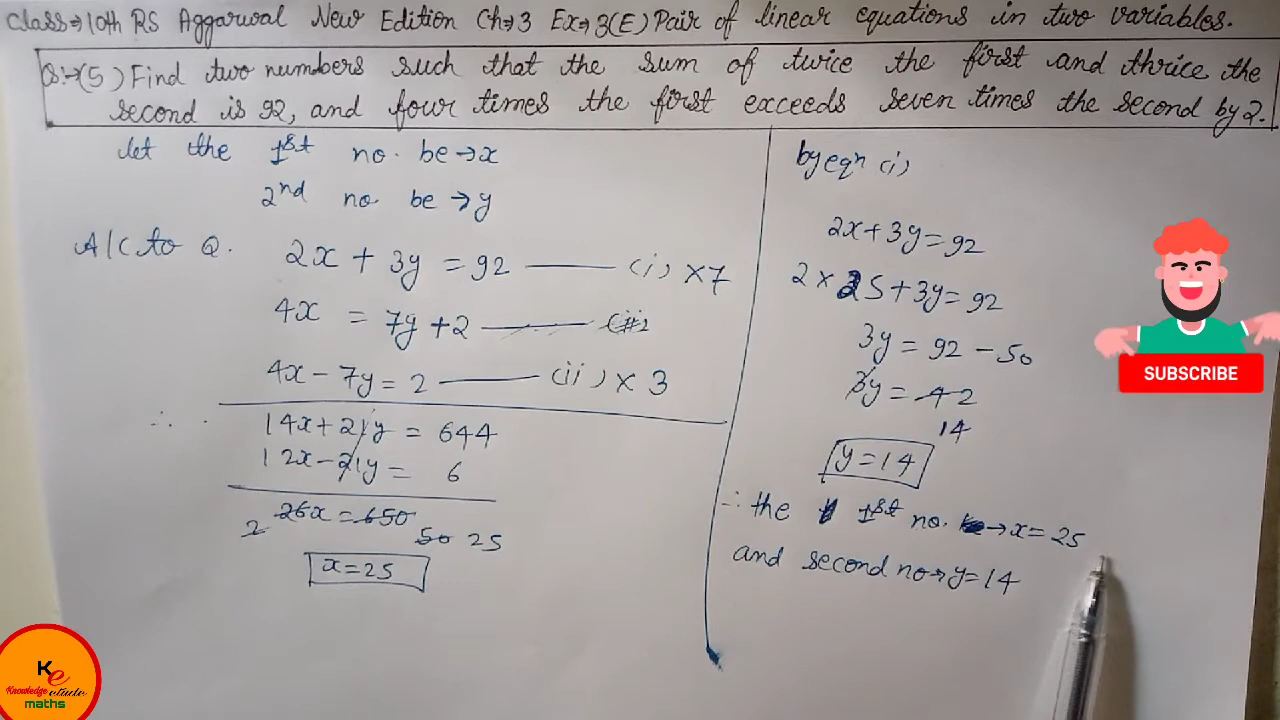 Class→10th RS Aggarwal New Edition Ch→3 Ex→3(E) Pair of linear equations in two variables.
Q:→(5) Find two numbers such that the sum of twice the first and thrice the
second is 92, and four times the first exceeds seven times the second by 2.
let the 1st no. be→x
2nd no. be→y
A/C to Q. 2x + 3y = 92 —— (i) ×7
4x = 7y + 2 ——
4x - 7y = 2 —— (ii) × 3
14x + 21y = 644
12x - 21y = 6
2 26x = 650
50 25
x = 25
by eqn (i)
2x + 3y = 92
2 × 25 + 3y = 92
3y = 92 - 50
3y = 42
14
y = 14
∴ the 1st no. → x = 25
and second no→ y = 14
SUBSCRIBE
Ke
Knowledge etude
maths